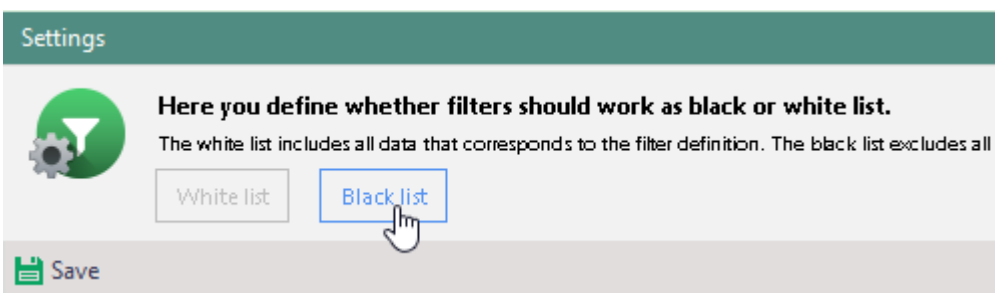 Settings
Here you define whether filters should work as black or white list.
The white list includes all data that corresponds to the filter definition. The black list excludes all
White list Black list
Save